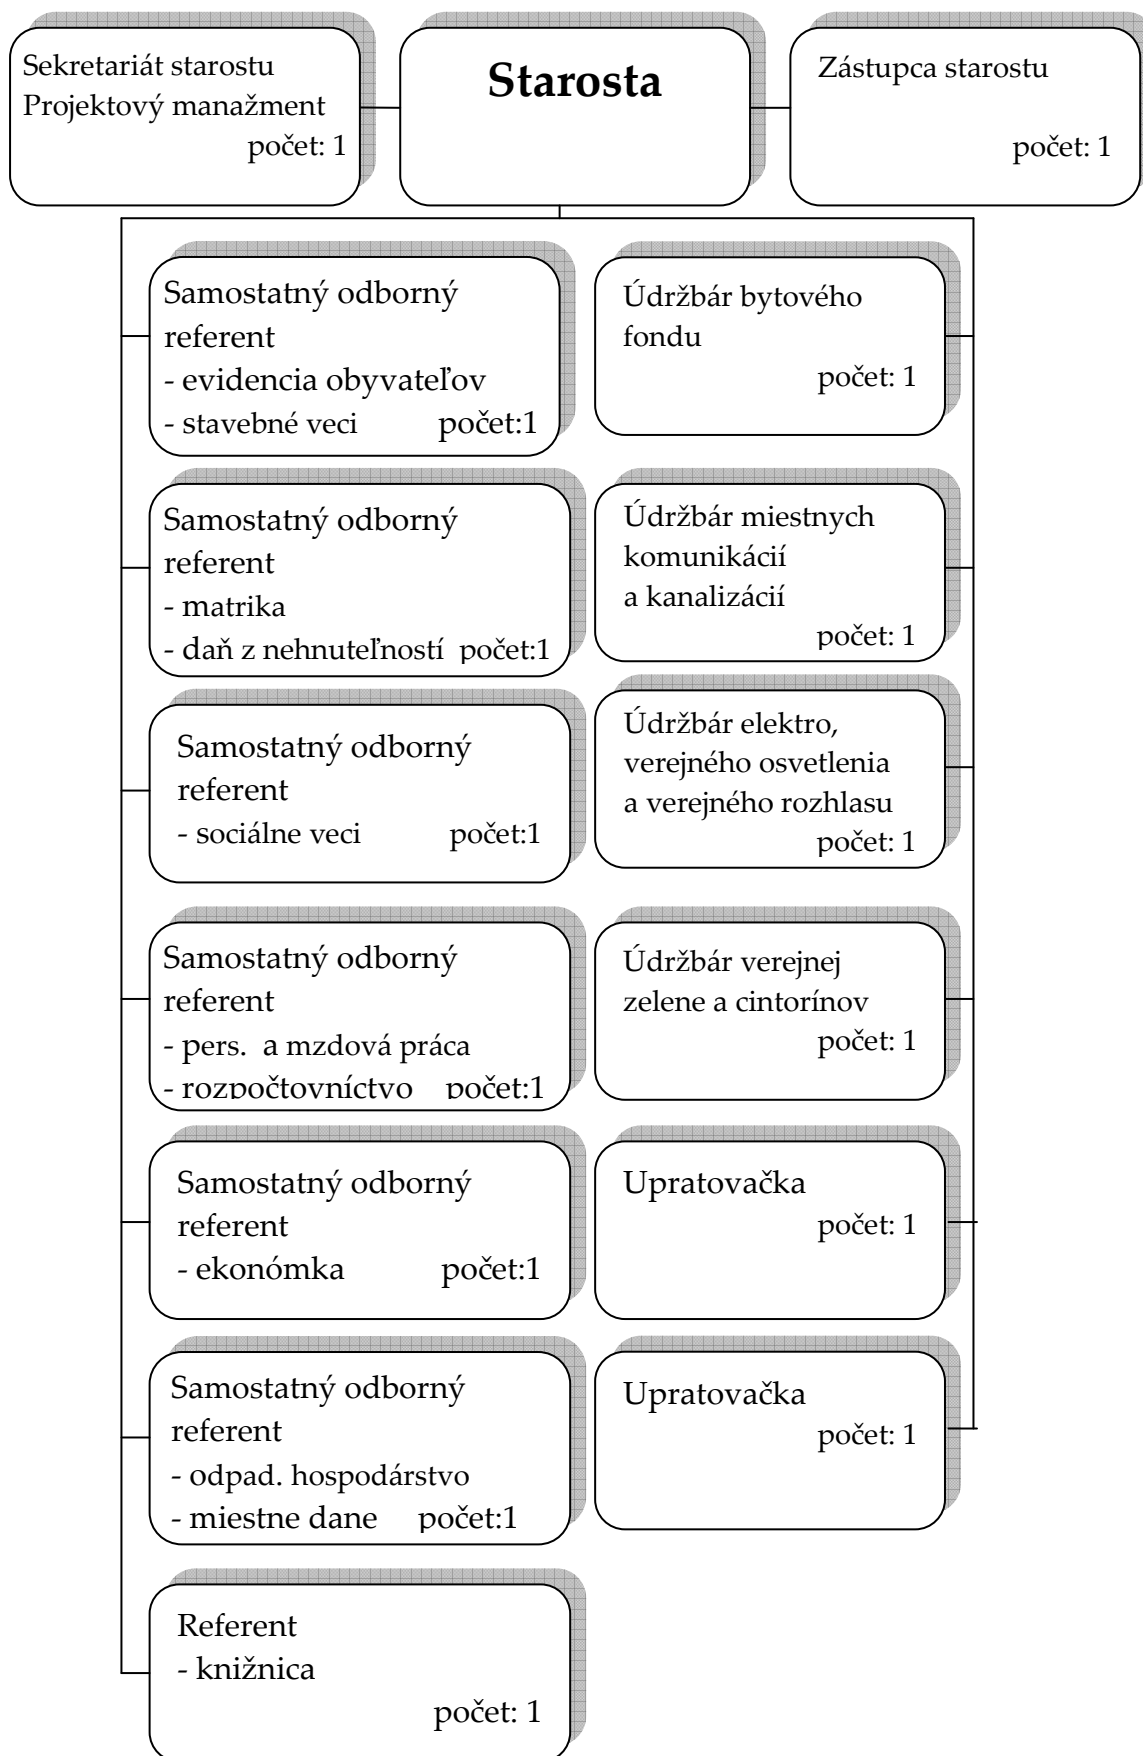 Sekretariát starostu
Projektový manažment
počet: 1
Starosta
Zástupca starostu
počet: 1
Samostatný odborný
referent
- evidencia obyvateľov
- stavebné veci počet:1
Samostatný odborný
referent
- matrika
- daň z nehnuteľností počet:1
Samostatný odborný
referent
- sociálne veci počet:1
Samostatný odborný
referent
- pers. a mzdová práca
- rozpočtovníctvo počet:1
Samostatný odborný
referent
- ekonómka počet:1
Samostatný odborný
referent
- odpad. hospodárstvo
- miestne dane počet:1
Referent
- knižnica
počet: 1
Údržbár bytového
fondu
počet: 1
Údržbár miestnych
komunikácií
a kanalizácií
počet: 1
Údržbár elektro,
verejného osvetlenia
a verejného rozhlasu
počet: 1
Údržbár verejnej
zelene a cintorínov
počet: 1
Upratovačka
počet: 1
Upratovačka
počet: 1